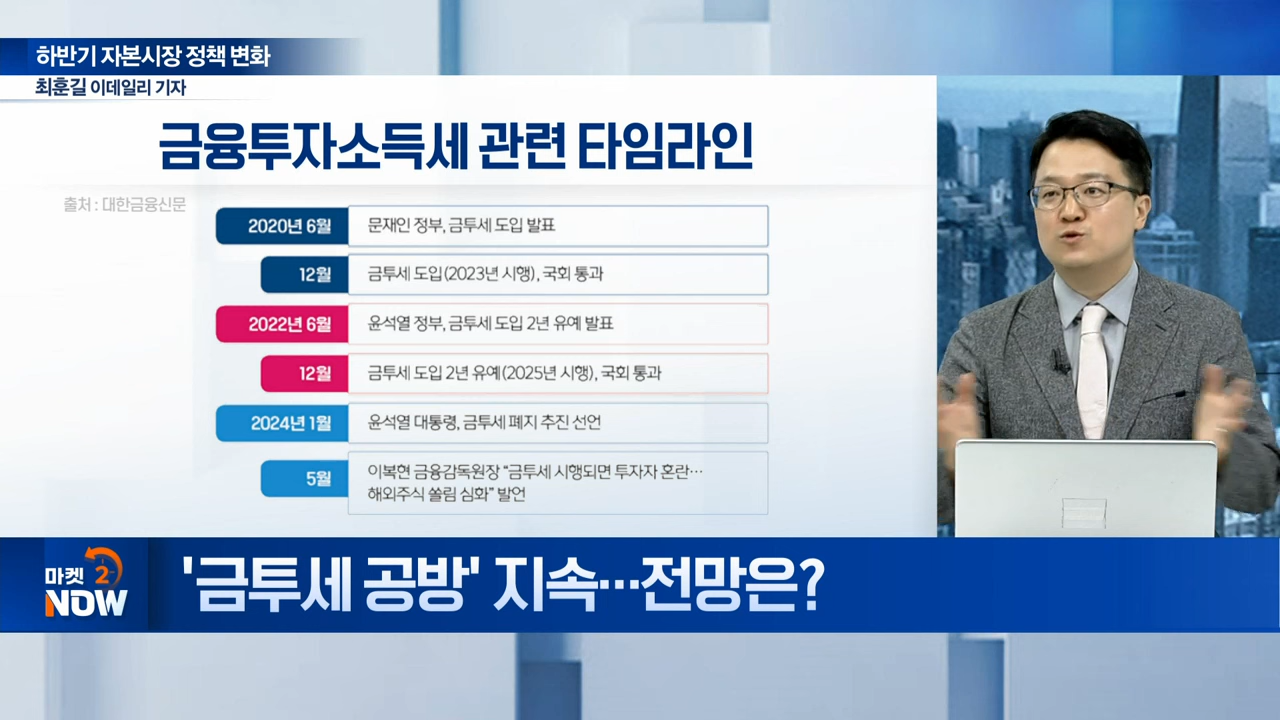 하반기 자본시장 정책 변화
최훈길 이데일리 기자
금융투자소득세 관련 타임라인
출처 : 대한금융신문
2020년 6월 문재인 정부, 금투세 도입 발표
12월 금투세 도입(2023년 시행), 국회 통과
2022년 6월 윤석열 정부, 금투세 도입 2년 유예 발표
12월 금투세 도입 2년 유예(2025년 시행), 국회 통과
2024년 1월 윤석열 대통령, 금투세 폐지 추진 선언
5월 이복현 금융감독원장 “금투세 시행되면 투자자 혼란…
해외주식 쏠림 심화” 발언
마켓 2
NOW
'금투세 공방' 지속…전망은?